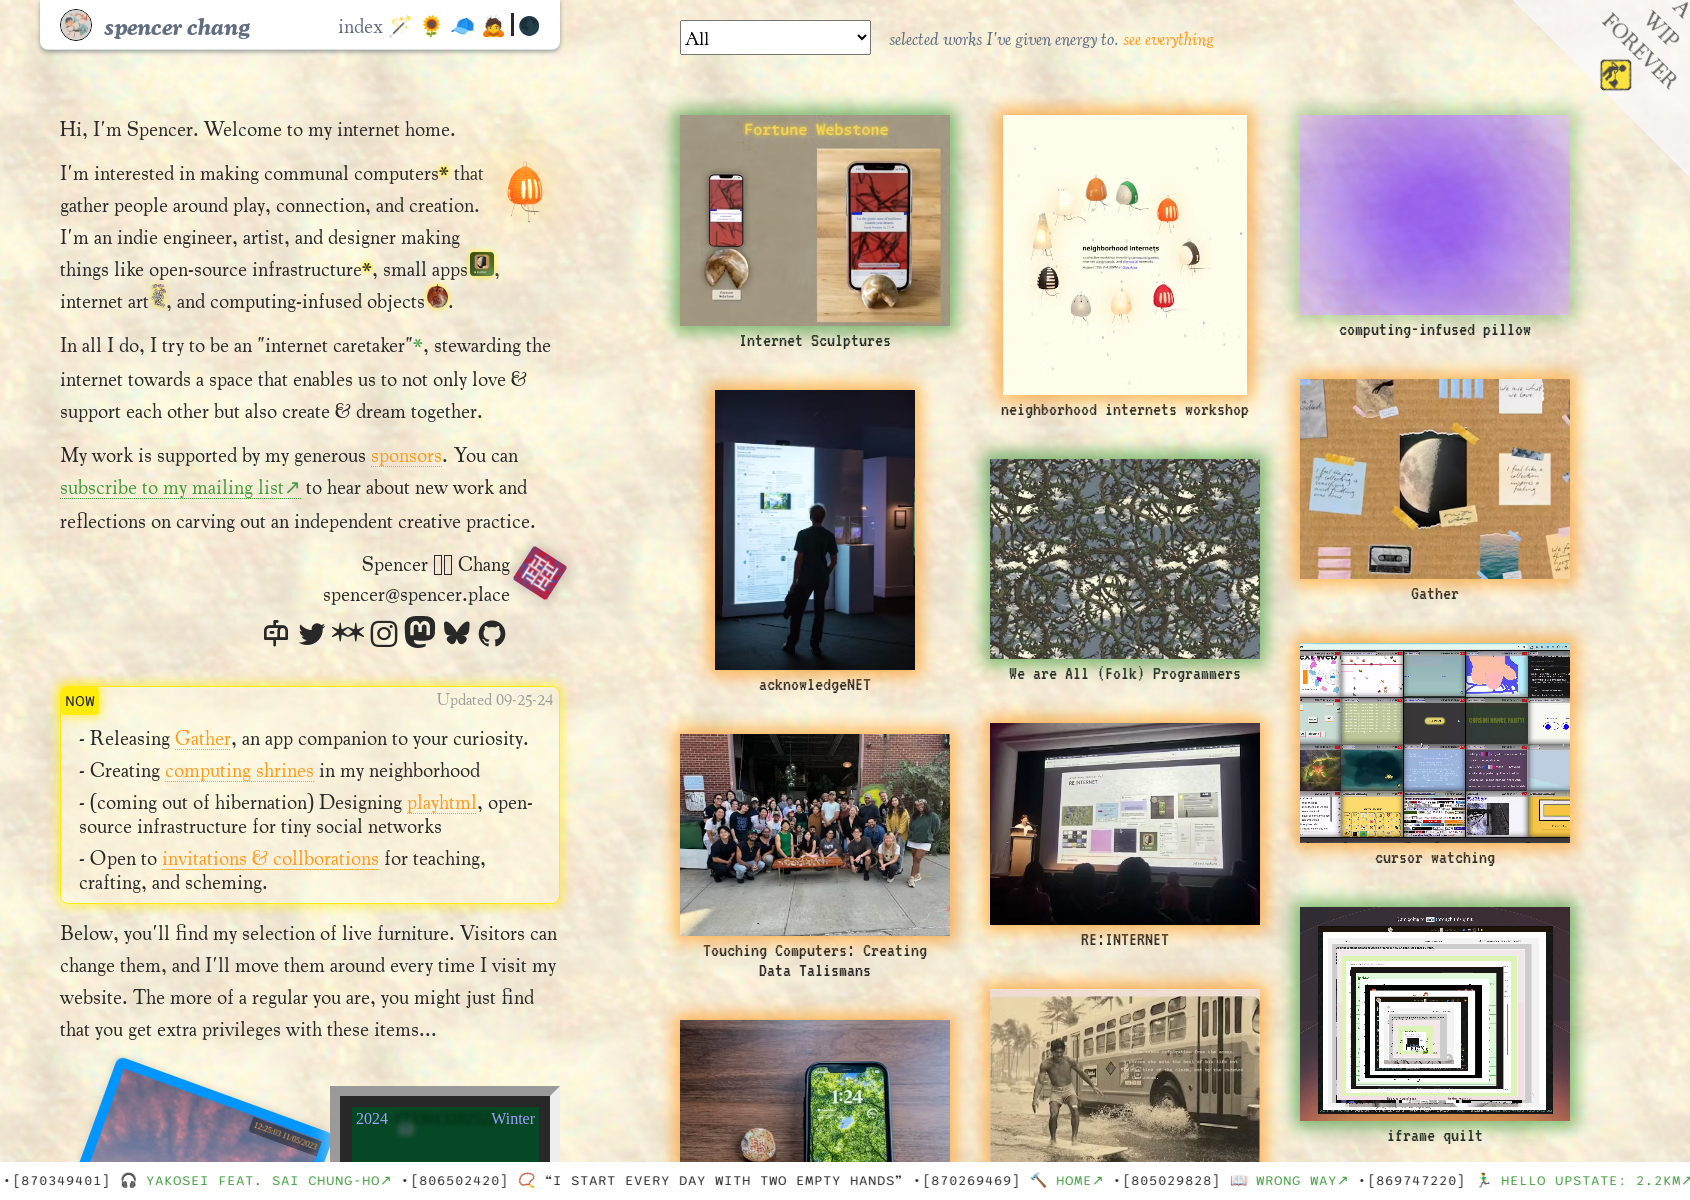 spencer chang
index
All
selected works I've given energy to. see everything
A
WIP
FOREVER
Hi, I'm Spencer. Welcome to my internet home.
I'm interested in making communal computers* that
gather people around play, connection, and creation.
I'm an indie engineer, artist, and designer making
things like open-source infrastructure*, small apps,
internet art, and computing-infused objects.
In all I do, I try to be an "internet caretaker"*, stewarding the
internet towards a space that enables us to not only love &
support each other but also create & dream together.
My work is supported by my generous sponsors. You can
subscribe to my mailing list↗ to hear about new work and
reflections on carving out an independent creative practice.
Spencer Chang
spencer@spencer.place
NOW
Updated 09-25-24
- Releasing Gather, an app companion to your curiosity.
- Creating computing shrines in my neighborhood
- (coming out of hibernation) Designing playhtml, open-
source infrastructure for tiny social networks
- Open to invitations & collborations for teaching,
crafting, and scheming.
Below, you'll find my selection of live furniture. Visitors can
change them, and I'll move them around every time I visit my
website. The more of a regular you are, you might just find
that you get extra privileges with these items...
12:25:03 11/05/2023
2024
Winter
Fortune Webstone
Internet Sculptures
neighborhood internets
neighborhood internets workshop
computing-infused pillow
acknowledgeNET
We are All (Folk) Programmers
Gather
Touching Computers: Creating
Data Talismans
RE:INTERNET
RE:INTERNET
cursor watching
1:24
iframe quilt
•[870349401] 🎧 YAKOSEI FEAT. SAI CHUNG-HO↗ •[806502420] 📿 “I START EVERY DAY WITH TWO EMPTY HANDS” •[870269469] 🔨 HOME↗ •[805029828] 📖 WRONG WAY↗ •[869747220] 🏃 HELLO UPSTATE: 2.2KM↗